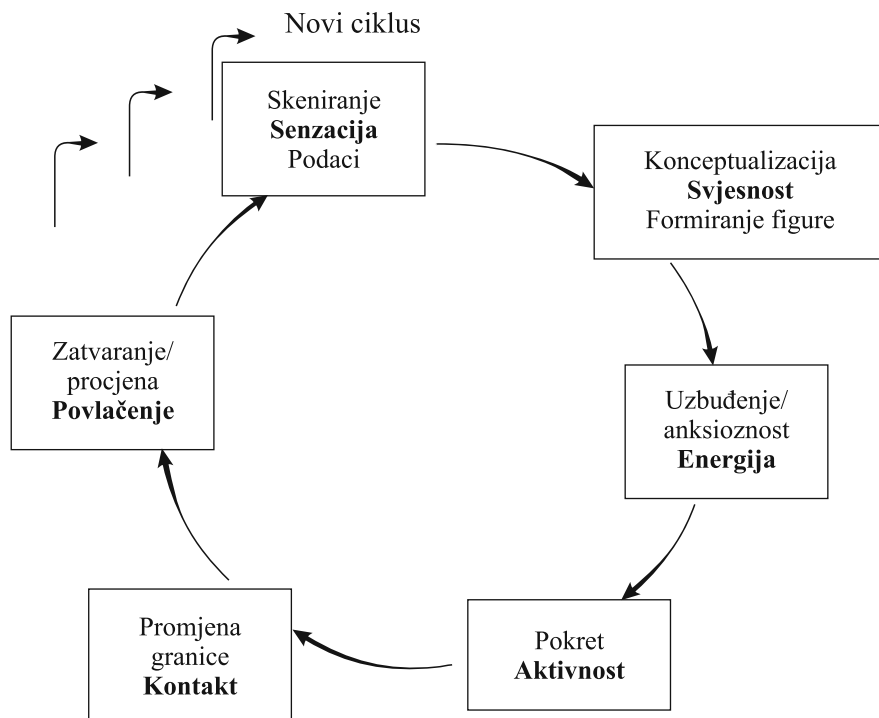 Novi ciklus
Skeniranje
Senzacija
Podaci
Konceptualizacija
Svjesnost
Formiranje figure
Uzbuđenje/
anksioznost
Energija
Pokret
Aktivnost
Promjena
granice
Kontakt
Zatvaranje/
procjena
Povlačenje